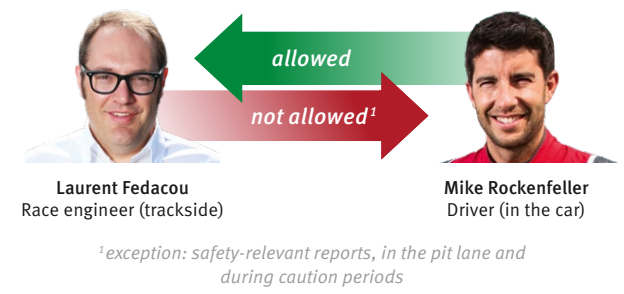 allowed
not allowed¹
Laurent Fedacou
Race engineer (trackside)
Mike Rockenfeller
Driver (in the car)
¹exception: safety-relevant reports, in the pit lane and
during caution periods